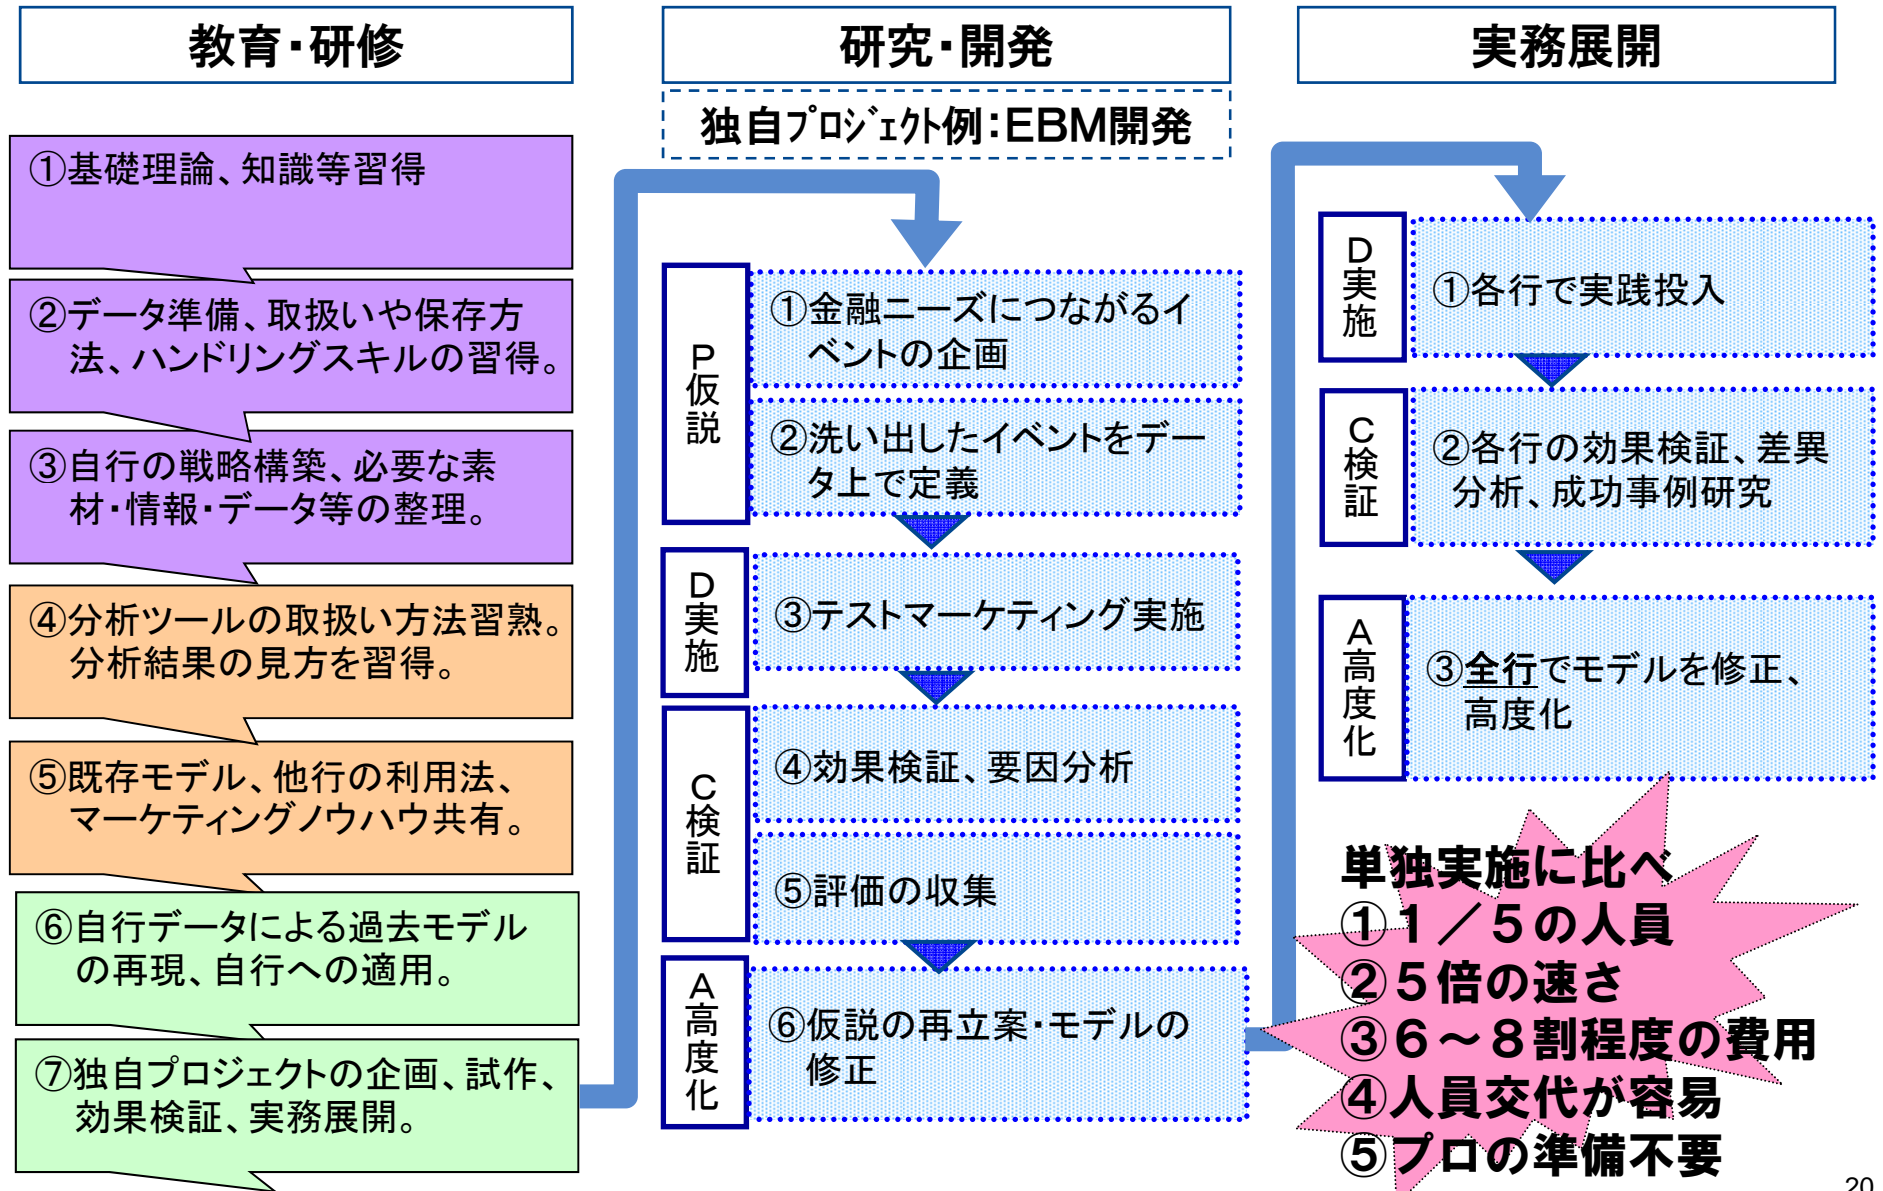 教育・研修
①基礎理論、知識等習得
②データ準備、取扱いや保存方
法、ハンドリングスキルの習得。
③自行の戦略構築、必要な素
材・情報・データ等の整理。
④分析ツールの取扱い方法習熟。
分析結果の見方を習得。
⑤既存モデル、他行の利用法、
マーケティングノウハウ共有。
⑥自行データによる過去モデル
の再現、自行への適用。
⑦独自プロジェクトの企画、試作、
効果検証、実務展開。
研究・開発
独自プロジェクト例：EBM開発
P仮説
①金融ニーズにつながるイ
ベントの企画
②洗い出したイベントをデー
タ上で定義
D実施
③テストマーケティング実施
C検証
④効果検証、要因分析
⑤評価の収集
A高度化
⑥仮説の再立案・モデルの
修正
実務展開
D実施
①各行で実践投入
C検証
②各行の効果検証、差異
分析、成功事例研究
A高度化
③全行でモデルを修正、
高度化
単独実施に比べ
①１／５の人員
②５倍の速さ
③６～８割程度の費用
④人員交代が容易
⑤プロの準備不要
20